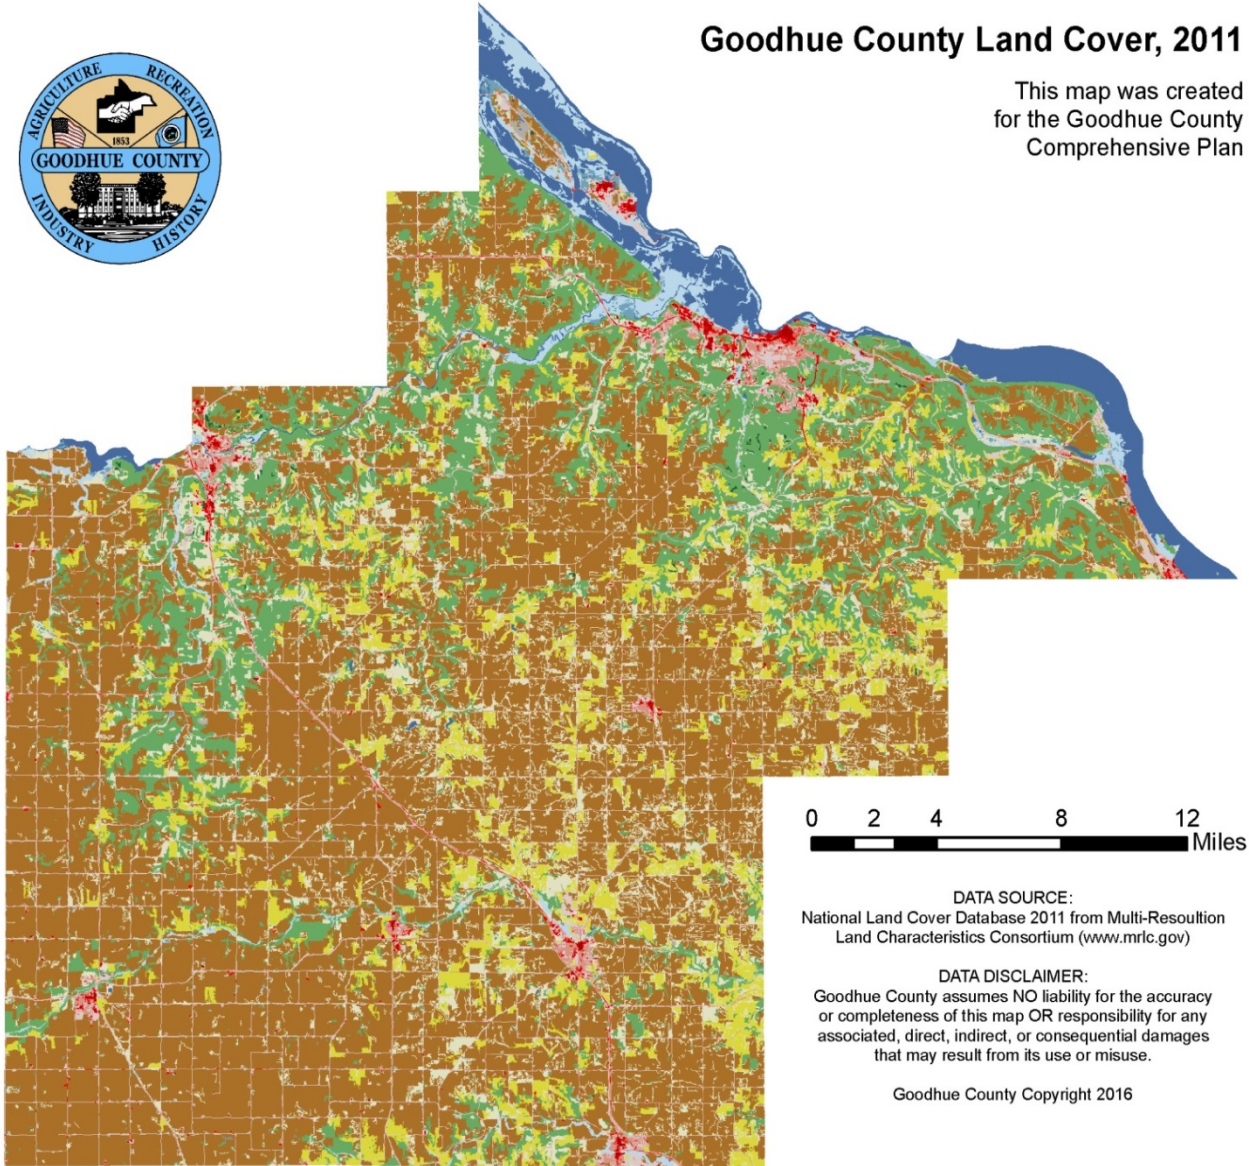 Goodhue County Land Cover, 2011
This map was created
for the Goodhue County
Comprehensive Plan
AGRICULTURE
RECREATION
1853
GOODHUE COUNTY
INDUSTRY
HISTORY
0 2 4 8 12
Miles
DATA SOURCE:
National Land Cover Database 2011 from Multi-Resoultion
Land Characteristics Consortium (www.mrlc.gov)
DATA DISCLAIMER:
Goodhue County assumes NO liability for the accuracy
or completeness of this map OR responsibility for any
associated, direct, indirect, or consequential damages
that may result from its use or misuse.
Goodhue County Copyright 2016